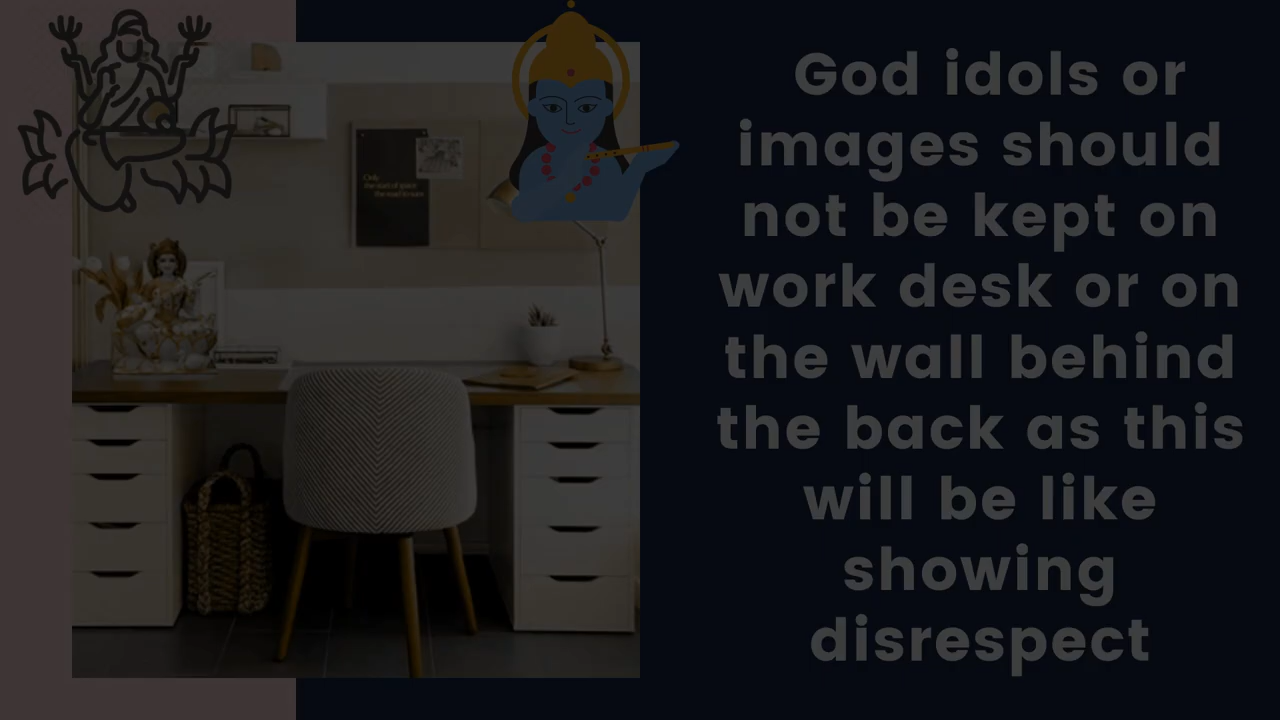 God idols or
images should
not be kept on
work desk or on
the wall behind
the back as this
will be like
showing
disrespect
Only